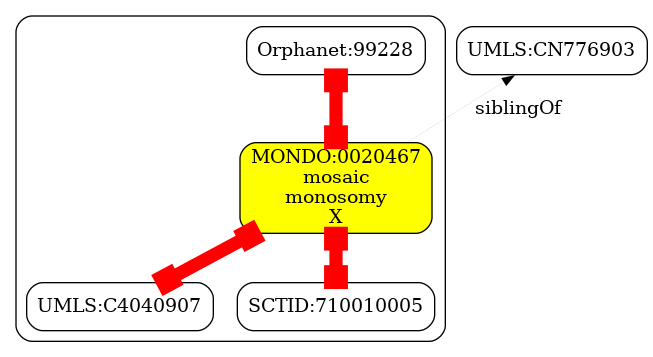 Orphanet:99228
UMLS:CN776903
siblingOf
MONDO:0020467
mosaic
monosomy
X
UMLS:C4040907
SCTID:710010005